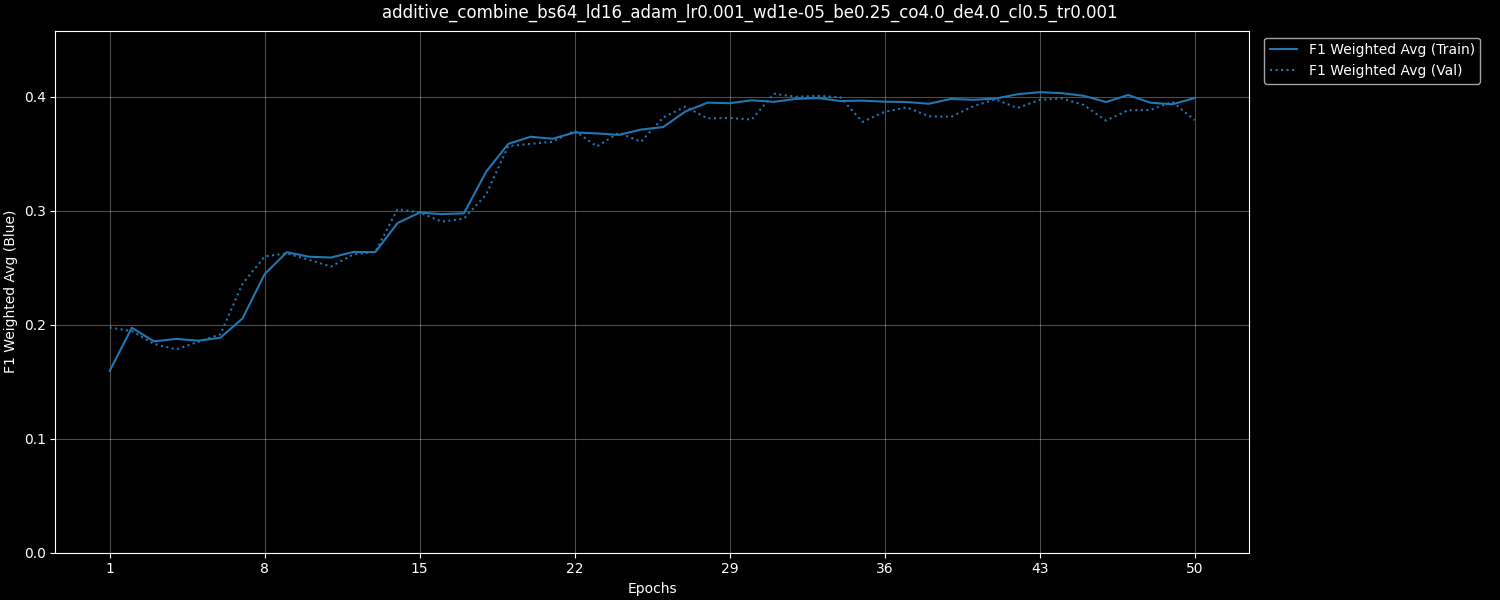 additive_combine_bs64_ld16_adam_lr0.001_wd1e-05_be0.25_co4.0_de4.0_cl0.5_tr0.001
F1 Weighted Avg (Train)
F1 Weighted Avg (Val)
F1 Weighted Avg (Blue)
0.4
0.3
0.2
0.1
0.0
1 8 15 22 29 36 43 50
Epochs